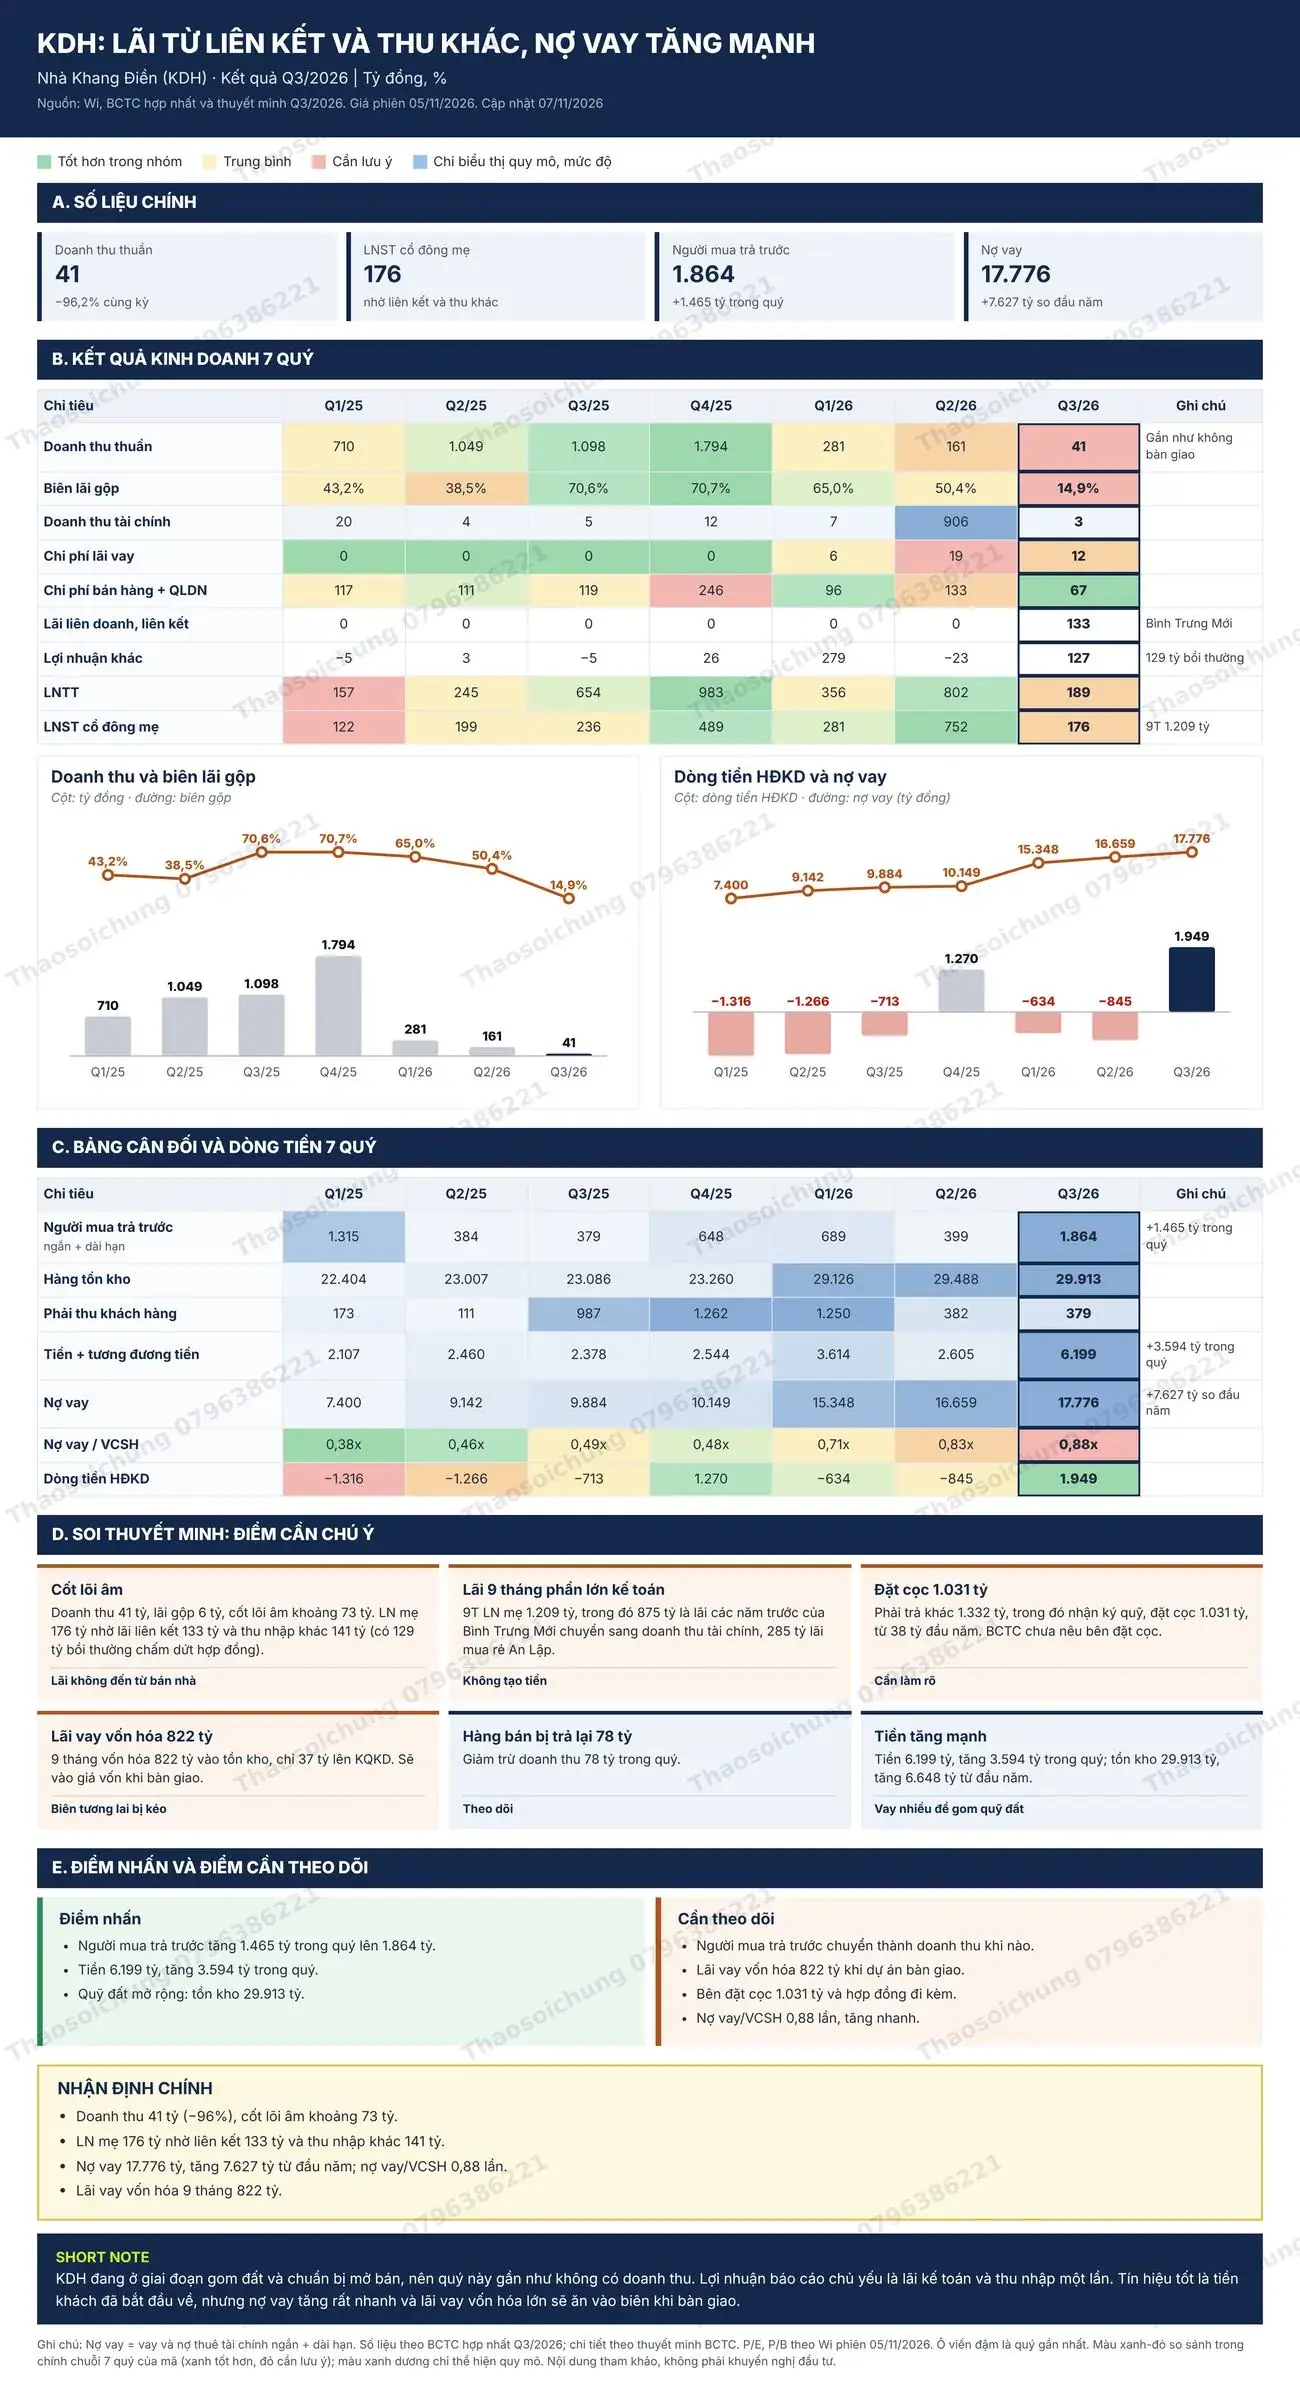 KDH: LÃI TỪ LIÊN KẾT VÀ THU KHÁC, NỢ VAY TĂNG MẠNH
Nhà Khang Điền (KDH) · Kết quả Q3/2026 | Tỷ đồng, %
Nguồn: Wi, BCTC hợp nhất và thuyết minh Q3/2026. Giá phiên 05/11/2026. Cập nhật 07/11/2026
Tốt hơn trong nhóm Trung bình Cần lưu ý Chỉ biểu thị quy mô, mức độ
A. SỐ LIỆU CHÍNH
Doanh thu thuần
41
−96,2% cùng kỳ
LNST cổ đông mẹ
176
nhờ liên kết và thu khác
Người mua trả trước
1.864
+1.465 tỷ trong quý
Nợ vay
17.776
+7.627 tỷ so đầu năm
B. KẾT QUẢ KINH DOANH 7 QUÝ
Chỉ tiêu Q1/25 Q2/25 Q3/25 Q4/25 Q1/26 Q2/26 Q3/26 Ghi chú
Doanh thu thuần 710 1.049 1.098 1.794 281 161 41 Gần như không
bàn giao
Biên lãi gộp 43,2% 38,5% 70,6% 70,7% 65,0% 50,4% 14,9%
Doanh thu tài chính 20 4 5 12 7 906 3
Chi phí lãi vay 0 0 0 0 6 19 12
Chi phí bán hàng + QLDN 117 111 119 246 96 133 67
Lãi liên doanh, liên kết 0 0 0 0 0 0 133 Bình Trưng Mới
Lợi nhuận khác −5 3 −5 26 279 −23 127 129 tỷ bồi thường
LNTT 157 245 654 983 356 802 189
LNST cổ đông mẹ 122 199 236 489 281 752 176 9T 1.209 tỷ
Doanh thu và biên lãi gộp
Cột: tỷ đồng · đường: biên gộp
43,2% 38,5% 70,6% 70,7% 65,0% 50,4% 14,9%
710 1.049 1.098 1.794 281 161 41
Q1/25 Q2/25 Q3/25 Q4/25 Q1/26 Q2/26 Q3/26
Dòng tiền HĐKD và nợ vay
Cột: dòng tiền HĐKD · đường: nợ vay (tỷ đồng)
7.400 9.142 9.884 10.149 15.348 16.659 17.776
−1.316 −1.266 −713 1.270 −634 −845 1.949
Q1/25 Q2/25 Q3/25 Q4/25 Q1/26 Q2/26 Q3/26
C. BẢNG CÂN ĐỐI VÀ DÒNG TIỀN 7 QUÝ
Chỉ tiêu Q1/25 Q2/25 Q3/25 Q4/25 Q1/26 Q2/26 Q3/26 Ghi chú
Người mua trả trước 1.315 384 379 648 689 399 1.864 +1.465 tỷ trong
ngắn + dài hạn quý
Hàng tồn kho 22.404 23.007 23.086 23.260 29.126 29.488 29.913
Phải thu khách hàng 173 111 987 1.262 1.250 382 379
Tiền + tương đương tiền 2.107 2.460 2.378 2.544 3.614 2.605 6.199 +3.594 tỷ trong
quý
Nợ vay 7.400 9.142 9.884 10.149 15.348 16.659 17.776 +7.627 tỷ so đầu
năm
Nợ vay / VCSH 0,38x 0,46x 0,49x 0,48x 0,71x 0,83x 0,88x
Dòng tiền HĐKD −1.316 −1.266 −713 1.270 −634 −845 1.949
D. SOI THUYẾT MINH: ĐIỂM CẦN CHÚ Ý
Cốt lõi âm
Doanh thu 41 tỷ, lãi gộp 6 tỷ, cốt lõi âm khoảng 73 tỷ. LN mẹ
176 tỷ nhờ lãi liên kết 133 tỷ và thu nhập khác 141 tỷ (có 129
tỷ bồi thường chấm dứt hợp đồng).
Lãi không đến từ bán nhà
Lãi 9 tháng phần lớn kế toán
9T LN mẹ 1.209 tỷ, trong đó 875 tỷ là lãi các năm trước của
Bình Trưng Mới chuyển sang doanh thu tài chính, 285 tỷ lãi
mua rẻ An Lập.
Không tạo tiền
Đặt cọc 1.031 tỷ
Phải trả khác 1.332 tỷ, trong đó nhận ký quỹ, đặt cọc 1.031 tỷ,
từ 38 tỷ đầu năm. BCTC chưa nêu bên đặt cọc.
Cần làm rõ
Lãi vay vốn hóa 822 tỷ
9 tháng vốn hóa 822 tỷ vào tồn kho, chỉ 37 tỷ lên KQKD. Sẽ
vào giá vốn khi bàn giao.
Biên tương lai bị kéo
Hàng bán bị trả lại 78 tỷ
Giảm trừ doanh thu 78 tỷ trong quý.
Theo dõi
Tiền tăng mạnh
Tiền 6.199 tỷ, tăng 3.594 tỷ trong quý; tồn kho 29.913 tỷ,
tăng 6.648 tỷ từ đầu năm.
Vay nhiều để gom quỹ đất
E. ĐIỂM NHẤN VÀ ĐIỂM CẦN THEO DÕI
Điểm nhấn
• Người mua trả trước tăng 1.465 tỷ trong quý lên 1.864 tỷ.
• Tiền 6.199 tỷ, tăng 3.594 tỷ trong quý.
• Quỹ đất mở rộng: tồn kho 29.913 tỷ.
Cần theo dõi
• Người mua trả trước chuyển thành doanh thu khi nào.
• Lãi vay vốn hóa 822 tỷ khi dự án bàn giao.
• Bên đặt cọc 1.031 tỷ và hợp đồng đi kèm.
• Nợ vay/VCSH 0,88 lần, tăng nhanh.
NHẬN ĐỊNH CHÍNH
• Doanh thu 41 tỷ (−96%), cốt lõi âm khoảng 73 tỷ.
• LN mẹ 176 tỷ nhờ liên kết 133 tỷ và thu nhập khác 141 tỷ.
• Nợ vay 17.776 tỷ, tăng 7.627 tỷ từ đầu năm; nợ vay/VCSH 0,88 lần.
• Lãi vay vốn hóa 9 tháng 822 tỷ.
SHORT NOTE
KDH đang ở giai đoạn gom đất và chuẩn bị mở bán, nên quý này gần như không có doanh thu. Lợi nhuận báo cáo chủ yếu là lãi kế toán và thu nhập một lần. Tín hiệu tốt là tiền
khách đã bắt đầu về, nhưng nợ vay tăng rất nhanh và lãi vay vốn hóa lớn sẽ ăn vào biên khi bàn giao.
Ghi chú: Nợ vay = vay và nợ thuê tài chính ngắn + dài hạn. Số liệu theo BCTC hợp nhất Q3/2026; chi tiết theo thuyết minh BCTC. P/E, P/B theo Wi phiên 05/11/2026. Ô viền đậm là quý gần nhất. Màu xanh-đỏ so sánh trong
chính chuỗi 7 quý của mã (xanh tốt hơn, đỏ cần lưu ý); màu xanh dương chỉ thể hiện quy mô. Nội dung tham khảo, không phải khuyến nghị đầu tư.
Thaosoichung 0796386221